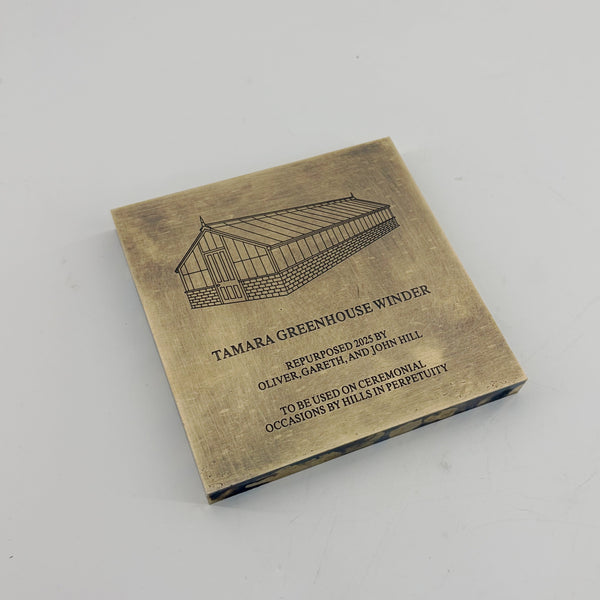 TAMARA GREENHOUSE WINDER
REPURPOSED 2025 BY
OLIVER, GARETH, AND JOHN HILL
TO BE USED ON CEREMONIAL
OCCASIONS BY HILLS IN PERPETUITY